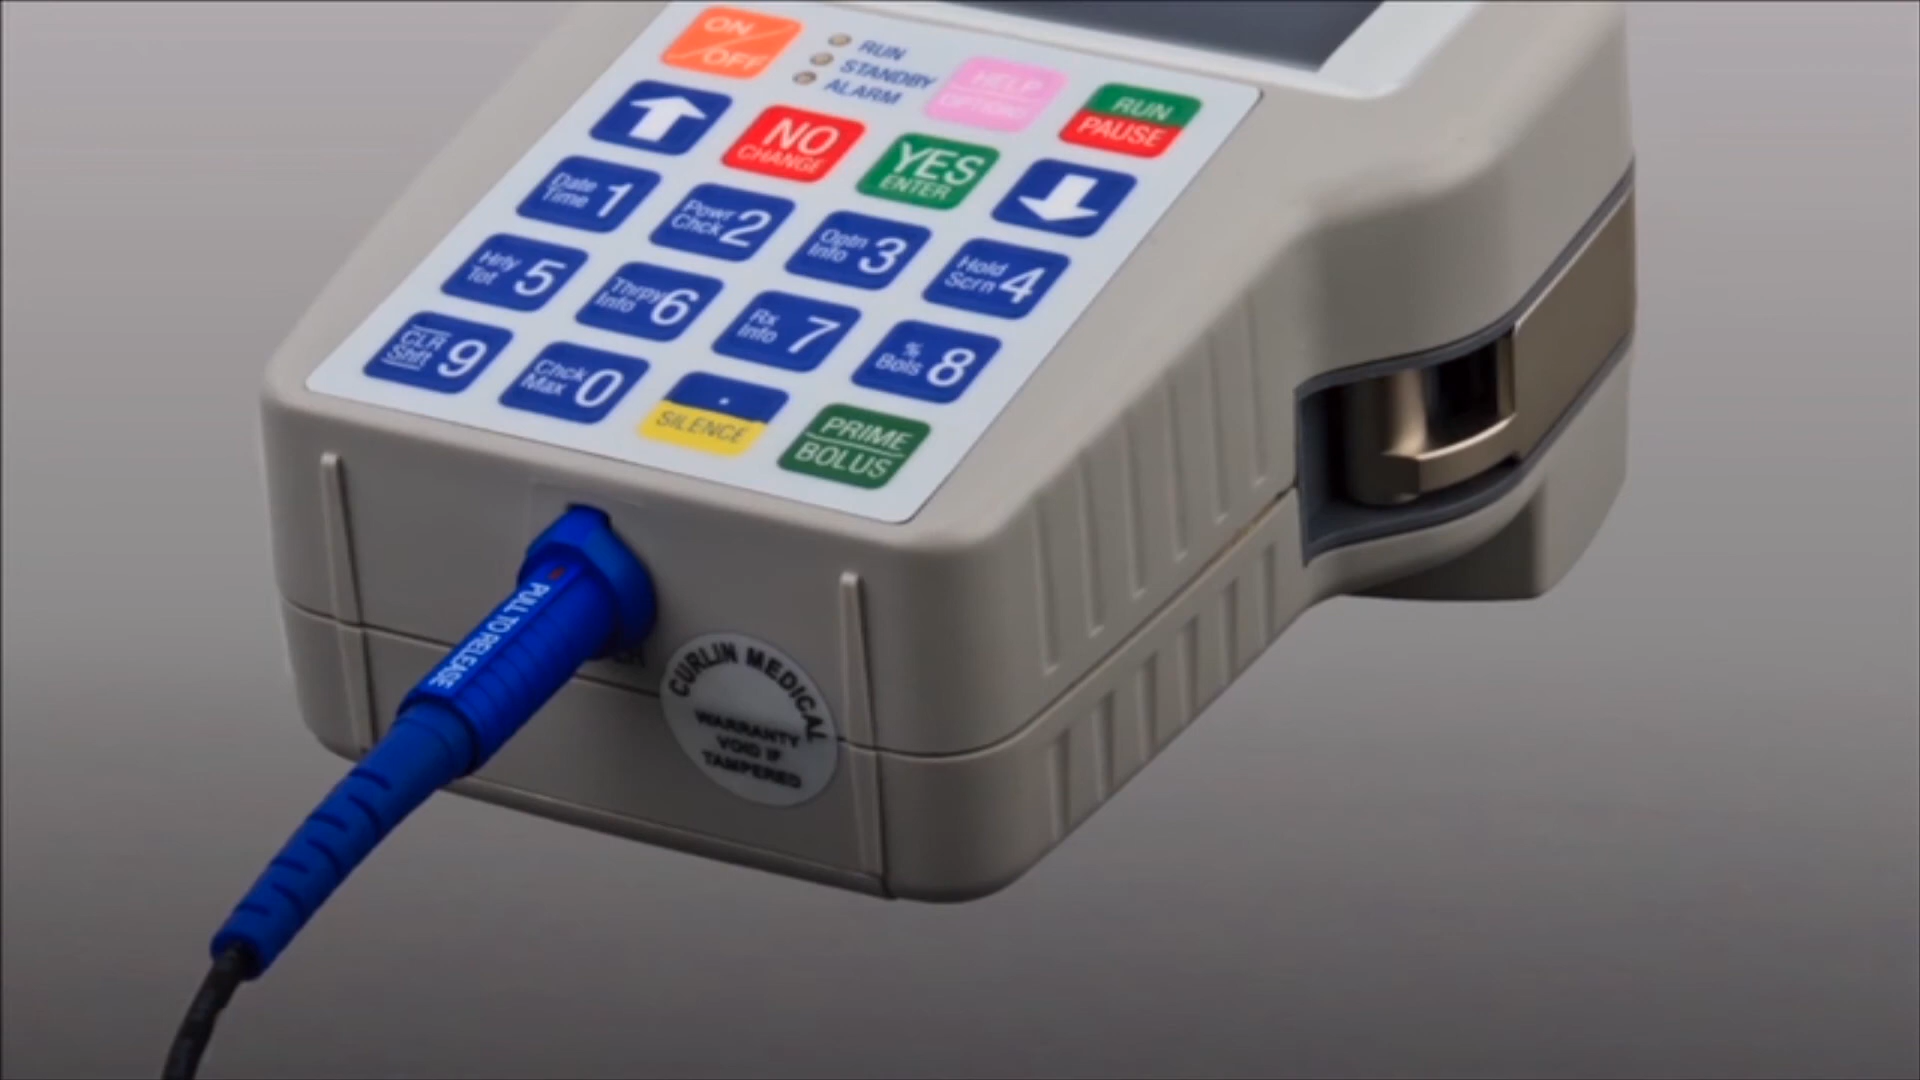 ON
/OFF
RUN
STANDBY
ALARM
HELP
OPTIONS
RUN
PAUSE
NO
CHANGE
YES
ENTER
Date
Time 1
Powr
Chck 2
Optn
Info 3
Hold
Scrn 4
Hrly
Tot 5
Thrpy
Info 6
Rx
Info 7
%
Bols 8
CLR
Shft 9
Chck
Max 0
.
SILENCE
PRIME
BOLUS
PULL TO RELEASE
CURLIN MEDICAL
WARRANTY
VOID IF
TAMPERED